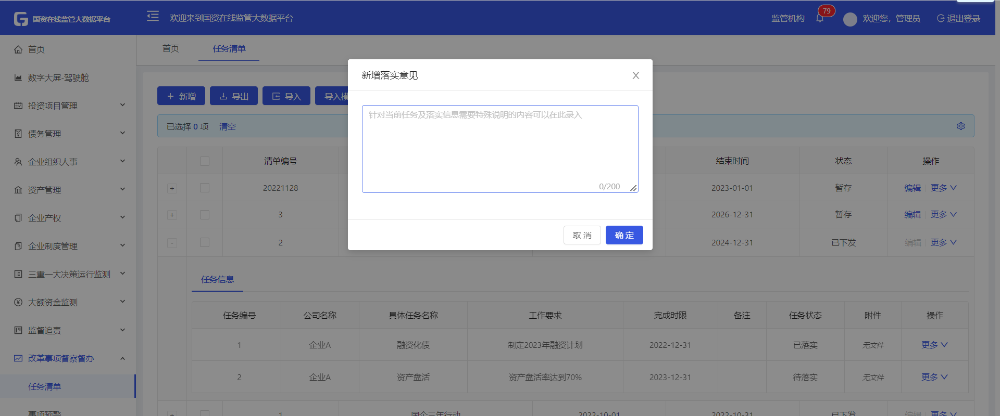 国资在线监管大数据平台
欢迎来到国资在线监管大数据平台
监管机构
79
欢迎您，管理员
退出登录
首页
数字大屏-驾驶舱
投资项目管理
债务管理
企业组织人事
资产管理
企业产权
企业制度管理
三重一大决策运行监测
大额资金监测
监督追责
改革事项督察督办
任务清单
事项预警
首页 任务清单
新增 导出 导入 导入模
已选择 0 项 清空
清单编号 结束时间 状态 操作
+ 20221128 2023-01-01 暂存 编辑 更多
+ 3 2026-12-31 暂存 编辑 更多
- 2 2024-12-31 已下发 编辑 更多
任务信息
任务编号 公司名称 具体任务名称 工作要求 完成时限 备注 任务状态 附件 操作
1 企业A 融资化债 制定2023年融资计划 2022-12-31 已落实 无文件 更多
2 企业A 资产盘活 资产盘活率达到70% 2023-12-31 待落实 无文件 更多
+ 1 国企三年行动 2022-10-01 2022-10-31 已下发 编辑 更多
新增落实意见
针对当前任务及落实信息需要特殊说明的内容可以在此录入
0/200
取 消 确 定